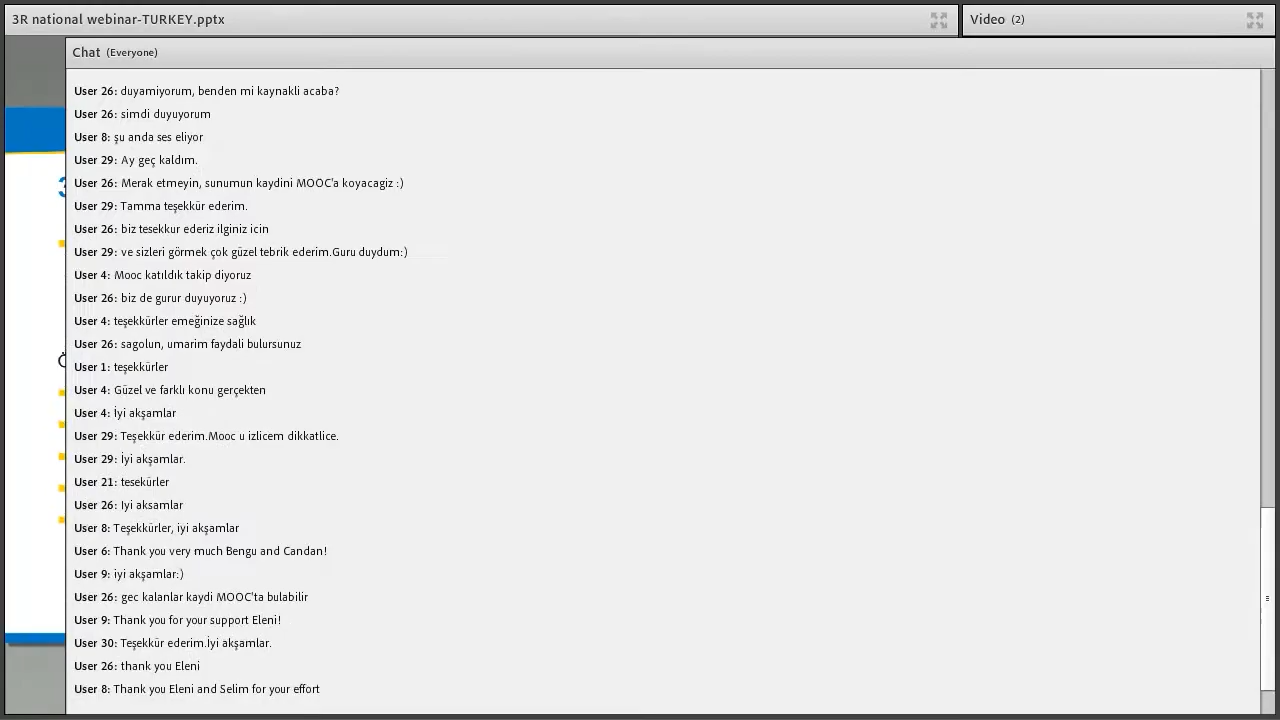 3R national webinar-TURKEY.pptx
Video (2)
Chat (Everyone)
User 26: duyamiyorum, benden mi kaynakli acaba?
User 26: simdi duyuyorum
User 8: şu anda ses eliyor
User 29: Ay geç kaldım.
User 26: Merak etmeyin, sunumun kaydini MOOC'a koyacagiz :)
User 29: Tamma teşekkür ederim.
User 26: biz tesekkur ederiz ilginiz icin
User 29: ve sizleri görmek çok güzel tebrik ederim.Guru duydum:)
User 4: Mooc katıldık takip diyoruz
User 26: biz de gurur duyuyoruz :)
User 4: teşekkürler emeğinize sağlık
User 26: sagolun, umarim faydali bulursunuz
User 1: teşekkürler
User 4: Güzel ve farklı konu gerçekten
User 4: İyi akşamlar
User 29: Teşekkür ederim.Mooc u izlicem dikkatlice.
User 29: İyi akşamlar.
User 21: tesekürler
User 26: Iyi aksamlar
User 8: Teşekkürler, iyi akşamlar
User 6: Thank you very much Bengu and Candan!
User 9: iyi akşamlar:)
User 26: gec kalanlar kaydi MOOC'ta bulabilir
User 9: Thank you for your support Eleni!
User 30: Teşekkür ederim.İyi akşamlar.
User 26: thank you Eleni
User 8: Thank you Eleni and Selim for your effort